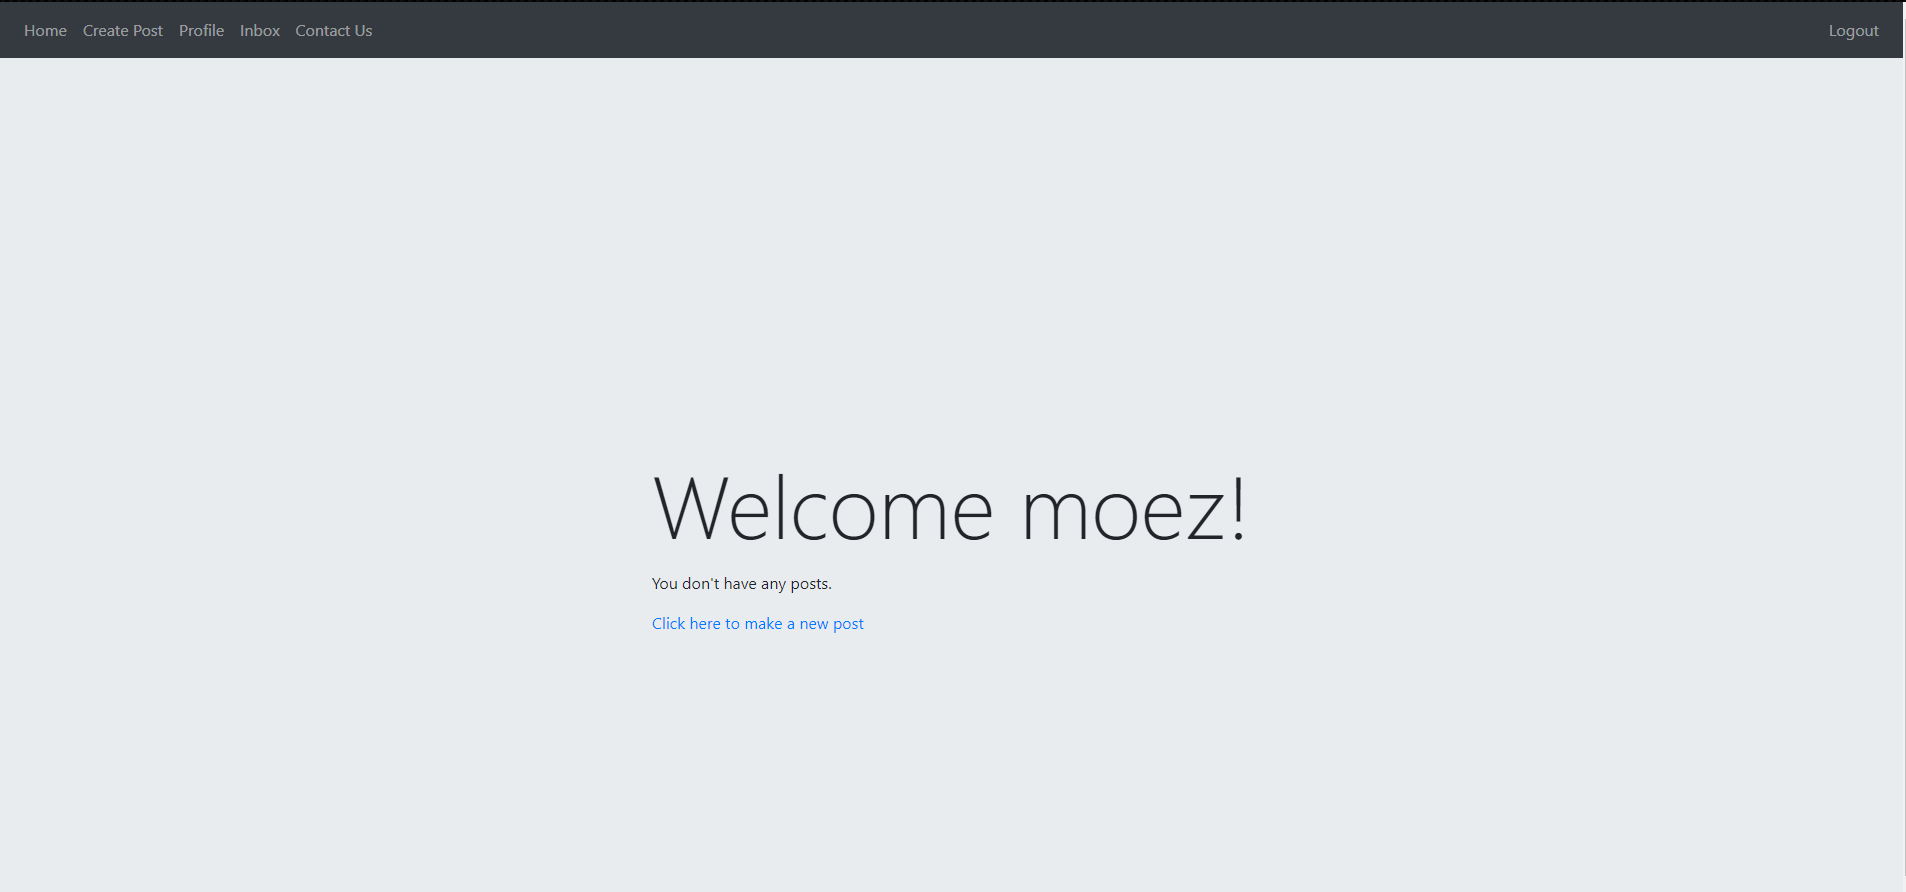 Home Create Post Profile Inbox Contact Us Logout
Welcome moez!
You don't have any posts.
Click here to make a new post